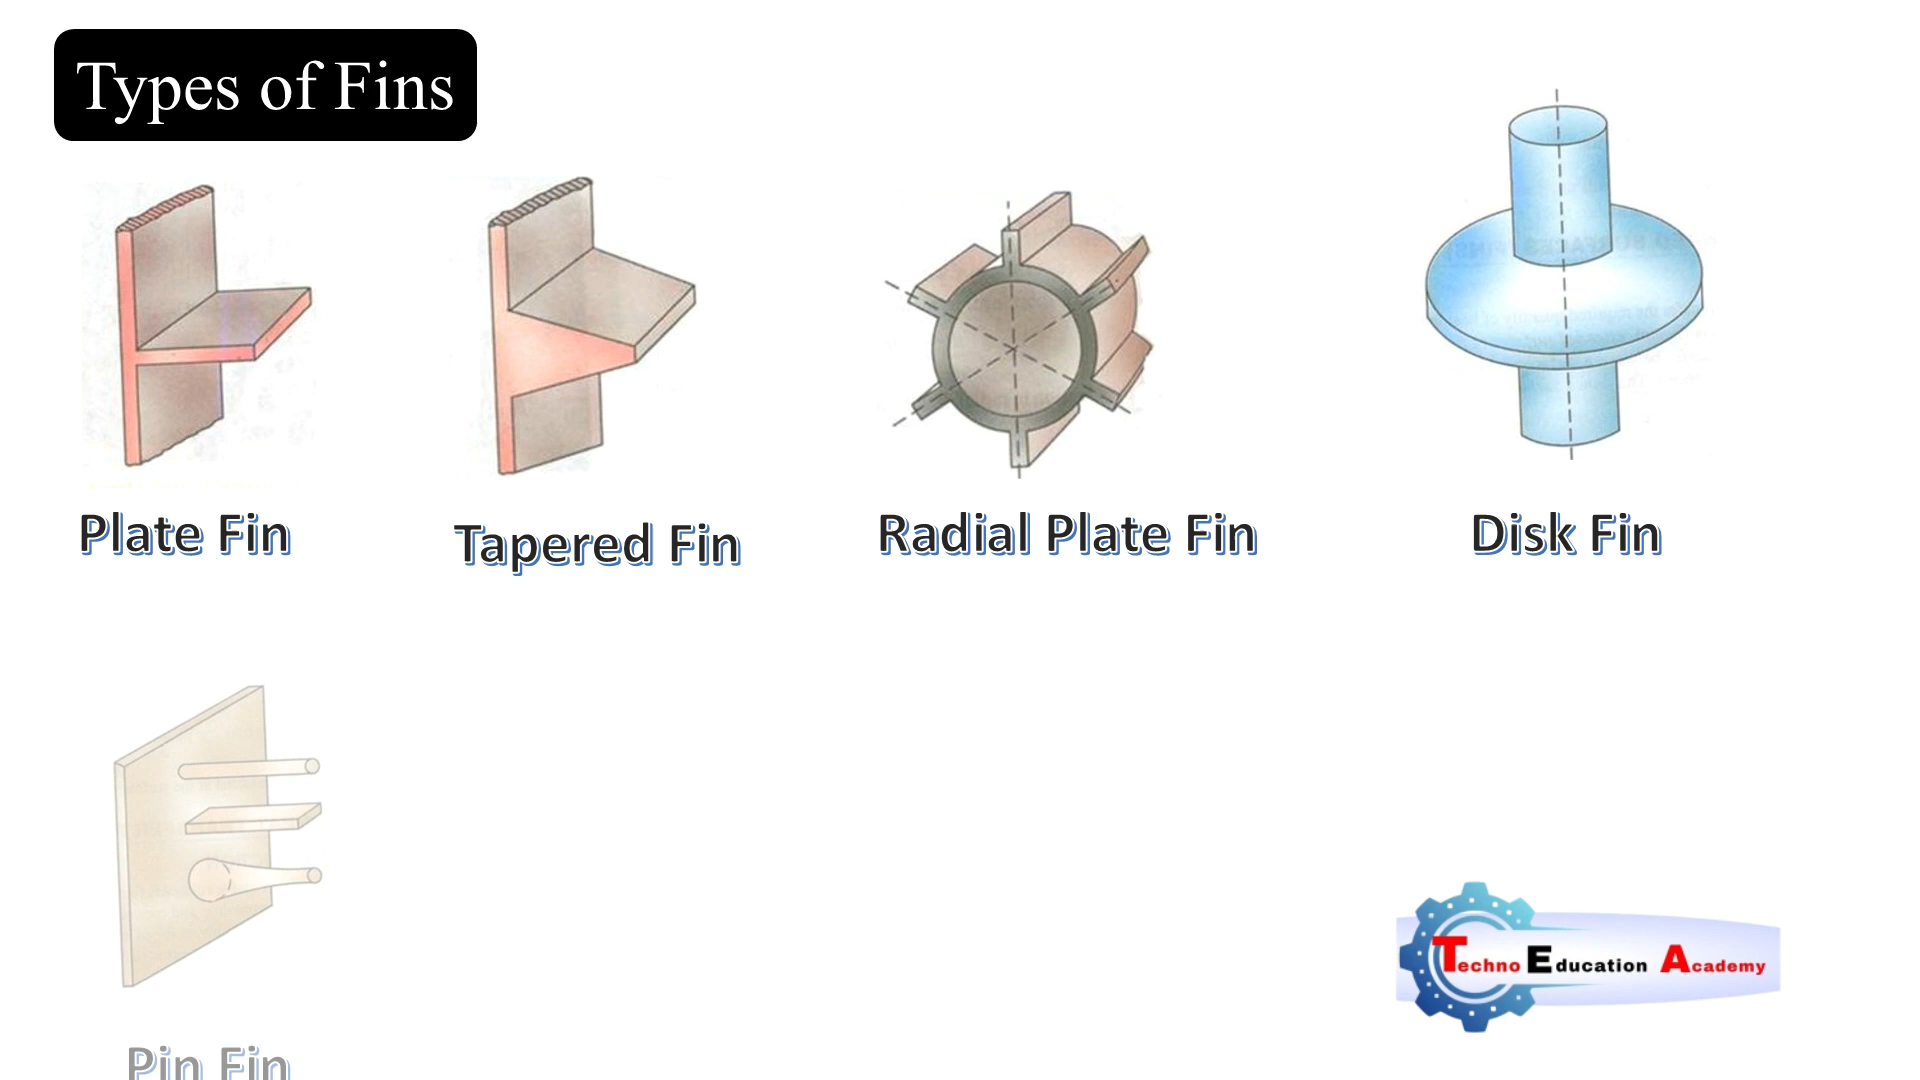 Types of Fins
Plate Fin
Tapered Fin
Radial Plate Fin
Disk Fin
Pin Fin
Techno Education Academy